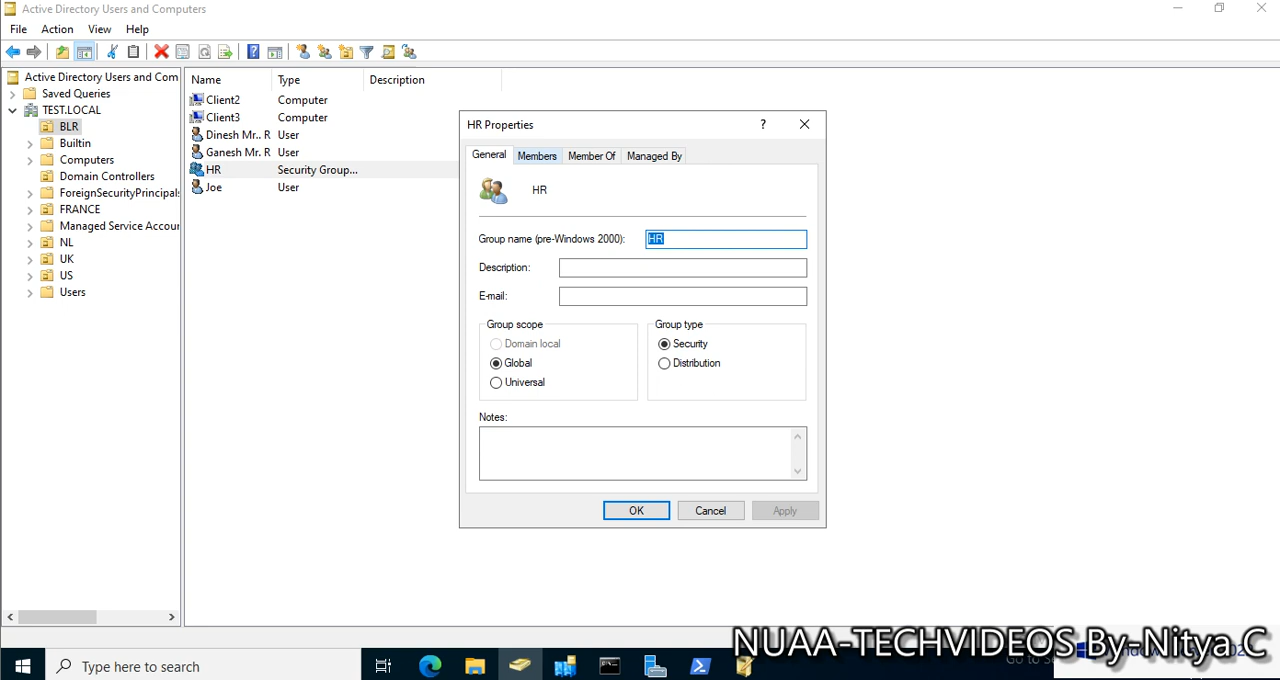 Active Directory Users and Computers
File Action View Help
Active Directory Users and Com
Saved Queries
TEST.LOCAL
BLR
Builtin
Computers
Domain Controllers
ForeignSecurityPrincipals
FRANCE
Managed Service Accour
NL
UK
US
Users
Name Type Description
Client2 Computer
Client3 Computer
Dinesh Mr.. R User
Ganesh Mr. R User
HR Security Group...
Joe User
HR Properties
? 
General Members Member Of Managed By
HR
Group name (pre-Windows 2000): HR
Description:
E-mail:
Group scope
Domain local
Global
Universal
Group type
Security
Distribution
Notes:
OK Cancel Apply
NUAA-TECHVIDEOS By-Nitya C
Type here to search